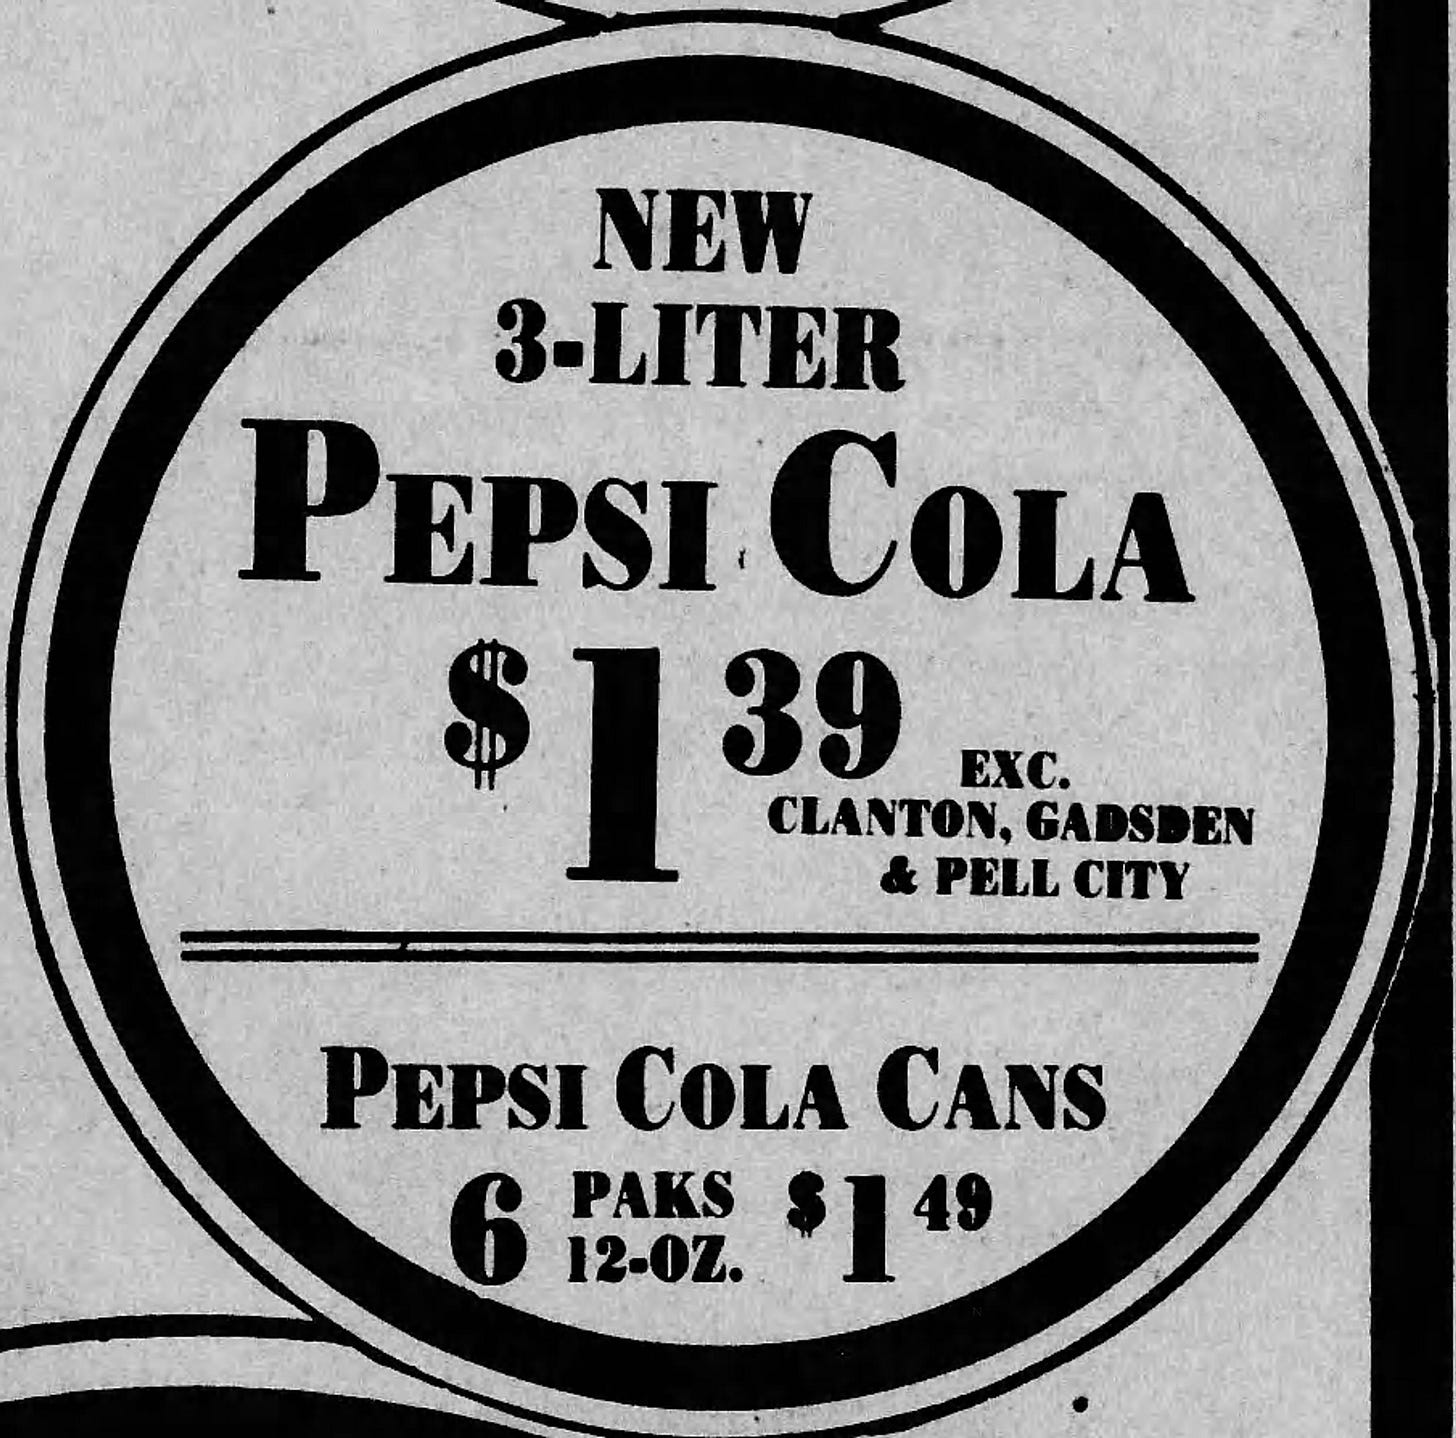 NEW
3-LITER
PEPSI COLA
$1 39
EXC.
CLANTON, GADSDEN
& PELL CITY
PEPSI COLA CANS
6 PAKS 12-OZ. $1 49